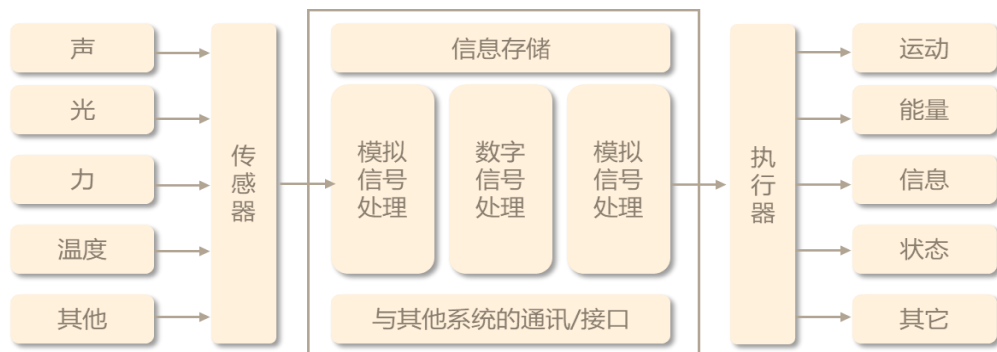 声
光
力
温度
其他
传
感
器
信息存储
模拟
信号
处理
数字
信号
处理
模拟
信号
处理
与其他系统的通讯/接口
执
行
器
运动
能量
信息
状态
其它